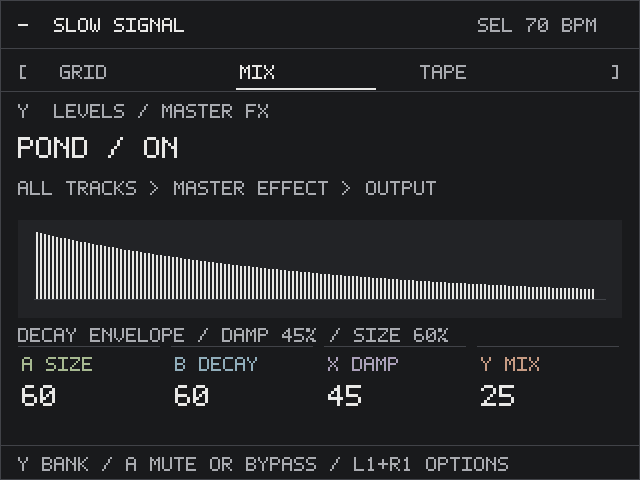 – SLOW SIGNAL SEL 70 BPM
[ GRID MIX TAPE ]
Y LEVELS / MASTER FX
POND / ON
ALL TRACKS > MASTER EFFECT > OUTPUT
DECAY ENVELOPE / DAMP 45% / SIZE 60%
A SIZE B DECAY X DAMP Y MIX
60 60 45 25
Y BANK / A MUTE OR BYPASS / L1+R1 OPTIONS